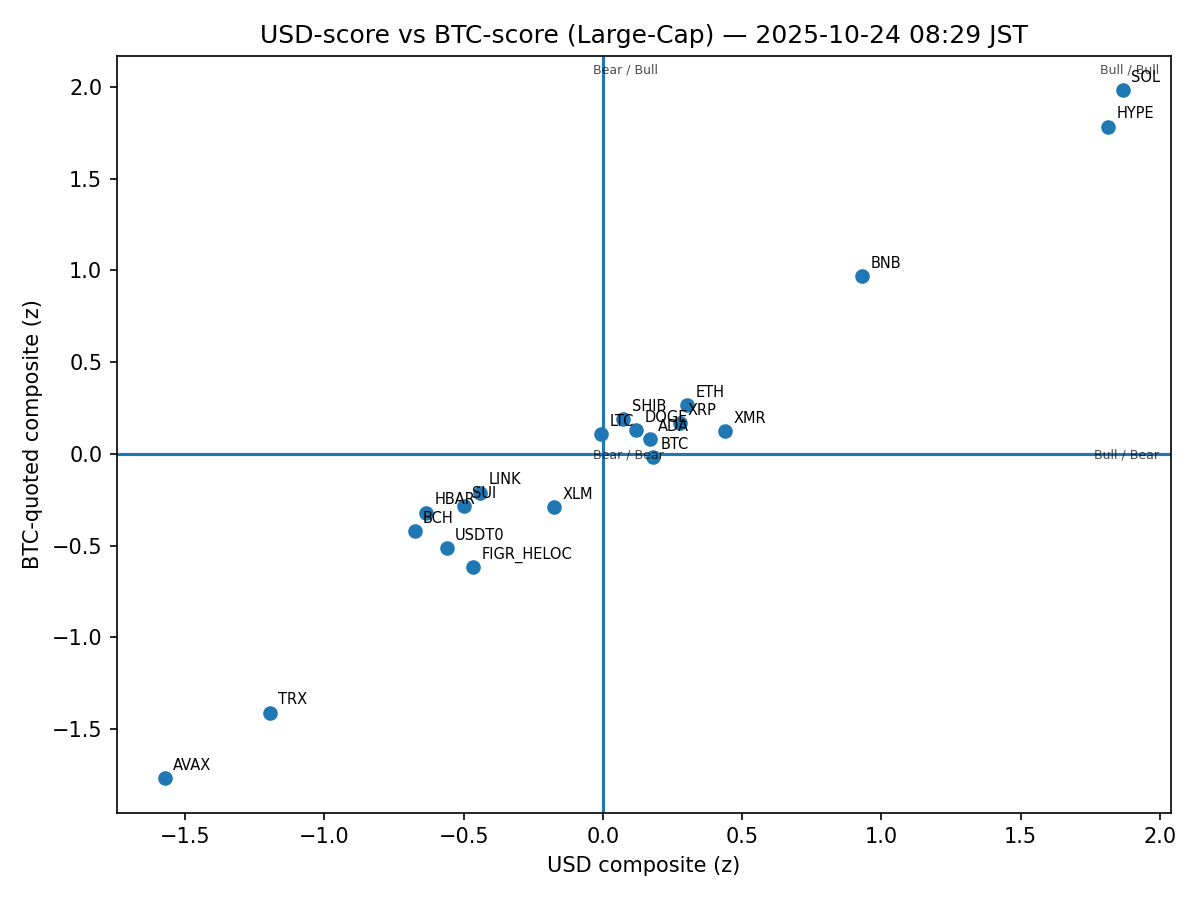 USD-score vs BTC-score (Large-Cap) — 2025-10-24 08:29 JST
Bear / Bull
Bull / Bull
SOL
HYPE
BNB
ETH
SHIB
XRP
DOGE
LTC
XMR
ADA
BTC
Bear / Bear
Bull / Bear
LINK
SUI
XLM
HBAR
BCH
USDT0
FIGR_HELOC
TRX
AVAX
2.0
1.5
1.0
0.5
0.0
−0.5
−1.0
−1.5
BTC-quoted composite (z)
−1.5
−1.0
−0.5
0.0
0.5
1.0
1.5
2.0
USD composite (z)